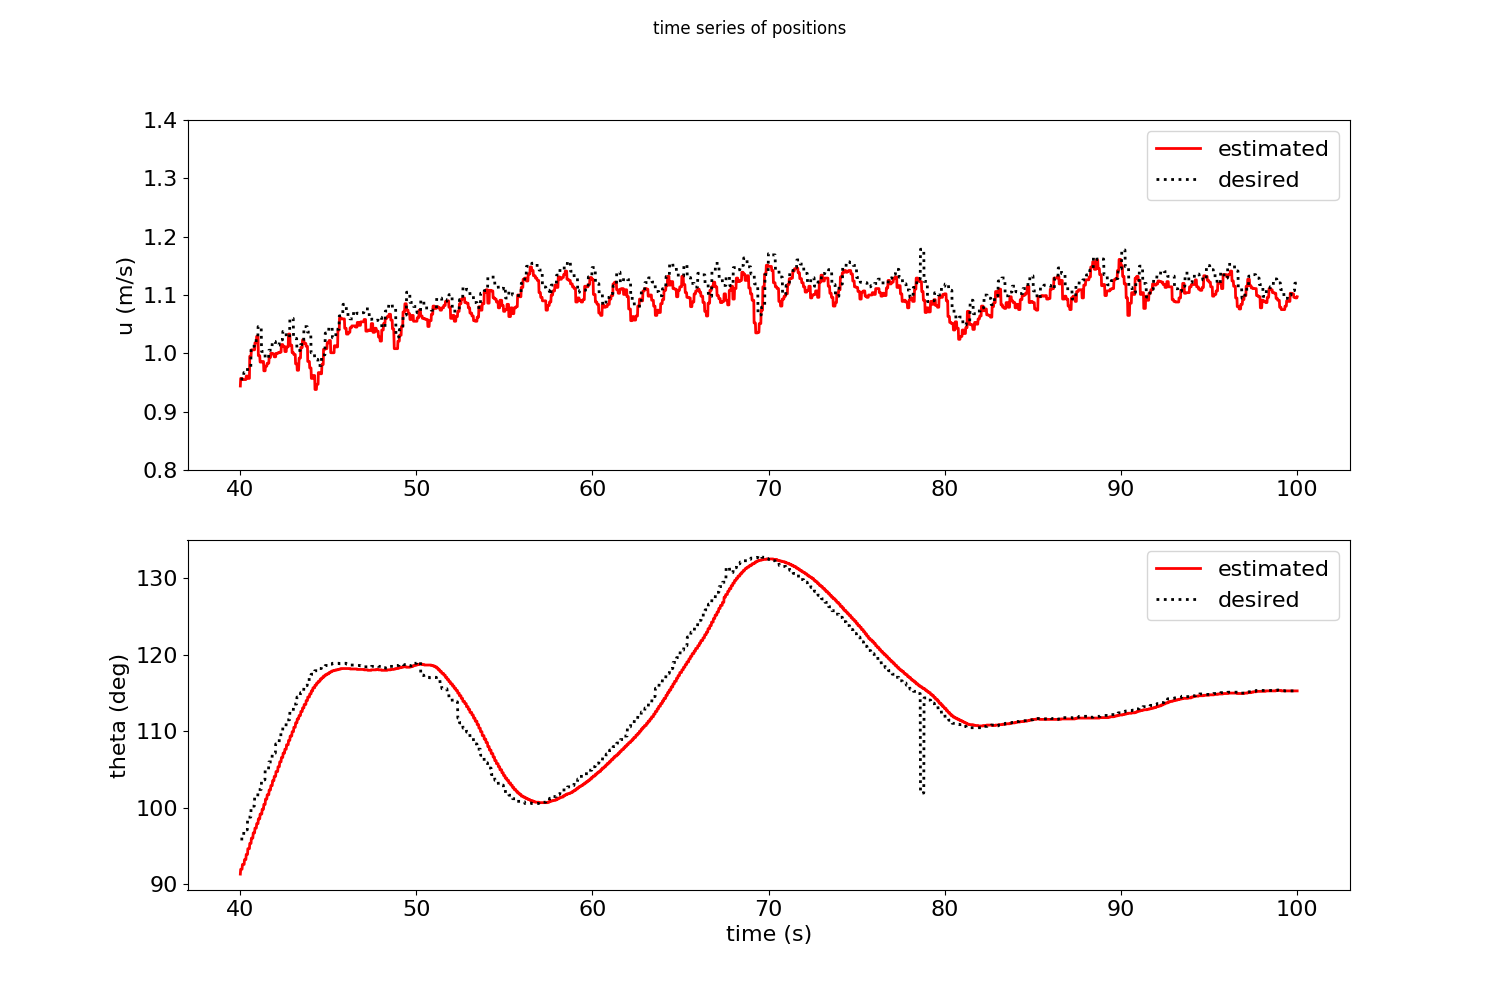 time series of positions
1.4
1.3
1.2
1.1
1.0
0.9
0.8
u (m/s)
estimated
desired
40 50 60 70 80 90 100
130
120
110
100
90
theta (deg)
estimated
desired
40 50 60 70 80 90 100
time (s)